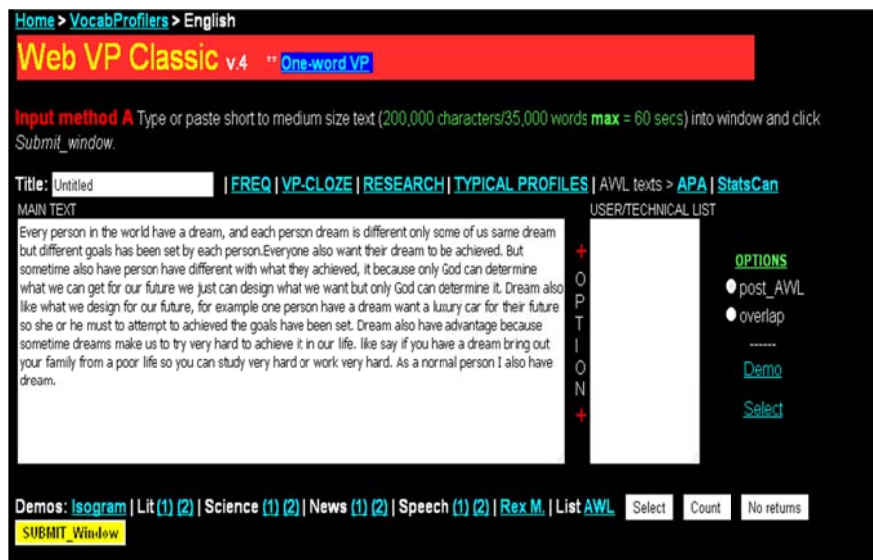 Home > VocabProfilers > English
Web VP Classic v.4 " One-word VP
Input method A Type or paste short to medium size text (200,000 characters/35,000 words max = 60 secs) into window and click
Submit_window.
Title: Untitled | FREQ | VP-CLOZE | RESEARCH | TYPICAL PROFILES | AWL texts > APA | StatsCan
MAIN TEXT USER/TECHNICAL LIST
Every person in the world have a dream, and each person dream is different only some of us same dream
but different goals has been set by each person.Everyone also want their dream to be achieved. But
sometime also have person have different with what they achieved, it because only God can determine
what we can get for our future we just can design what we want but only God can determine it. Dream also
like what we design for our future, for example one person have a dream want a luxury car for their future
so she or he must to attempt to achieved the goals have been set. Dream also have advantage because
sometime dreams make us to try very hard to achieve it in our life. like say if you have a dream bring out
your family from a poor life so you can study very hard or work very hard. As a normal person I also have
dream.
+
O
P
T
I
O
N
+
OPTIONS
post_AWL
overlap
------
Demo
Select
Demos: Isogram | Lit (1) (2) | Science (1) (2) | News (1) (2) | Speech (1) (2) | Rex M. | List AWL Select Count No returns
SUBMIT_Window